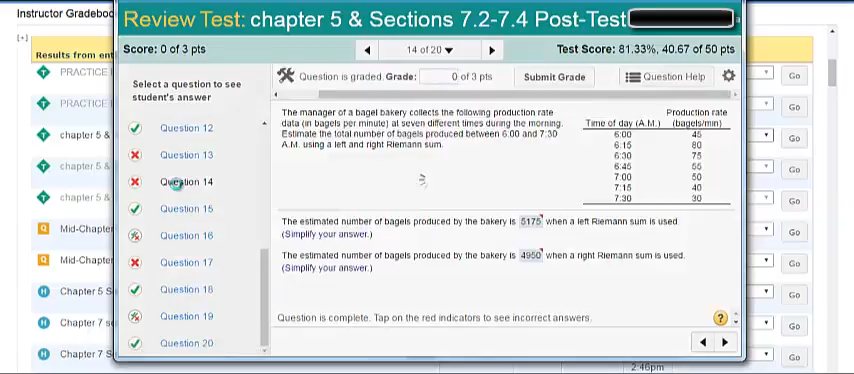 Instructor Gradeboo
Review Test: chapter 5 & Sections 7.2-7.4 Post-Test
Score: 0 of 3 pts
14 of 20
Test Score: 81.33%, 40.67 of 50 pts
[+]
Results from ent
PRACTICE
PRACTICE
chapter 5 &
chapter 5 &
chapter 5 &
Q Mid-Chapter
Q Mid-Chapter
H Chapter 5 S
H Chapter 7 se
H Chapter 7 S
Select a question to see
student's answer
Question 12
Question 13
Question 14
Question 15
Question 16
Question 17
Question 18
Question 19
Question 20
Question is graded. Grade: 0 of 3 pts
Submit Grade
Question Help
The manager of a bagel bakery collects the following production rate
data (in bagels per minute) at seven different times during the morning.
Estimate the total number of bagels produced between 6:00 and 7:30
A.M. using a left and right Riemann sum.
Production rate
Time of day (A.M.) (bagels/min)
6:00 45
6:15 60
6:30 75
6:45 55
7:00 50
7:15 40
7:30 30
The estimated number of bagels produced by the bakery is 5175 when a left Riemann sum is used.
(Simplify your answer.)
The estimated number of bagels produced by the bakery is 4950 when a right Riemann sum is used.
(Simplify your answer.)
Question is complete. Tap on the red indicators to see incorrect answers.
?
Go
Go
Go
Go
Go
Go
Go
Go
Go
Go
2:46pm